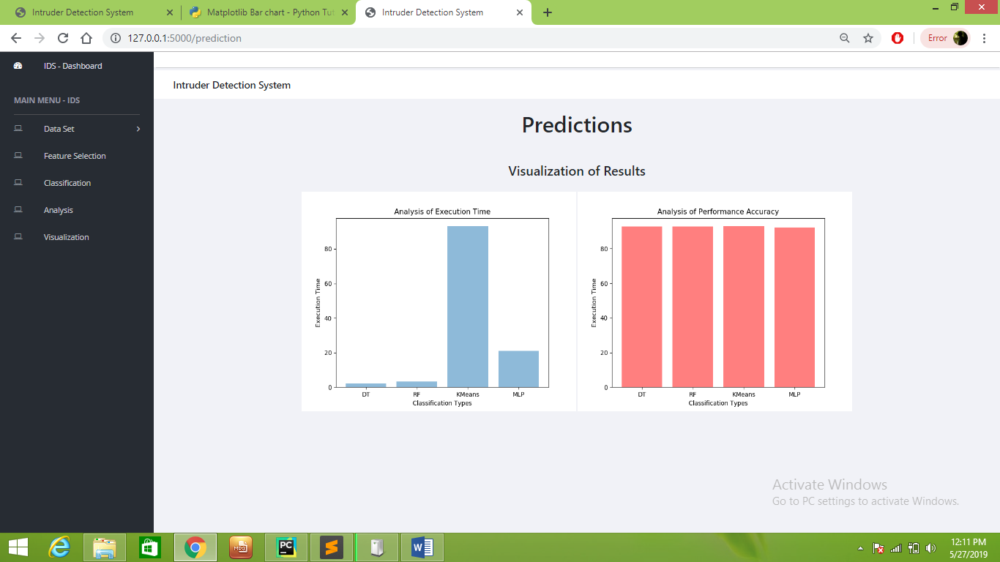 Intruder Detection System
Matplotlib Bar chart - Python Tut
Intruder Detection System
127.0.0.1:5000/prediction
Error
IDS - Dashboard
MAIN MENU - IDS
Data Set
Feature Selection
Classification
Analysis
Visualization
Intruder Detection System
Predictions
Visualization of Results
Analysis of Execution Time
Execution Time
80
60
40
20
0
DT RF KMeans MLP
Classification Types
Analysis of Performance Accuracy
Execution Time
80
60
40
20
0
DT RF KMeans MLP
Classification Types
Activate Windows
Go to PC settings to activate Windows.
MP3
PC
W
12:11 PM
5/27/2019